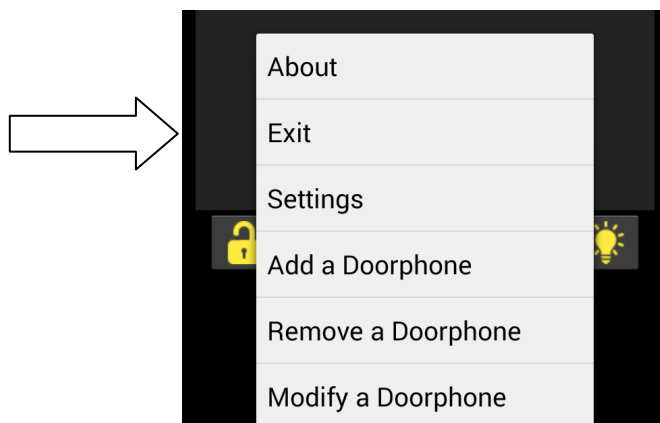 About
Exit
Settings
Add a Doorphone
Remove a Doorphone
Modify a Doorphone